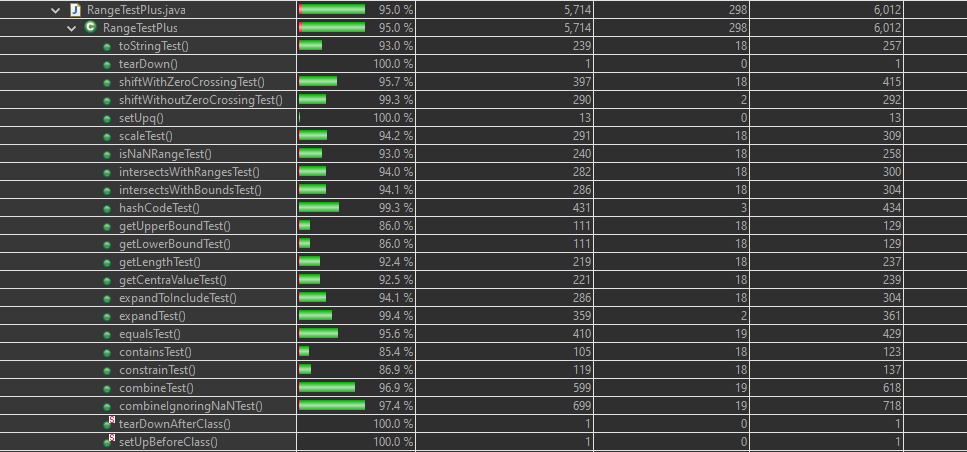 RangeTestPlus.java 95.0 % 5,714 298 6,012
RangeTestPlus 95.0 % 5,714 298 6,012
toStringTest() 93.0 % 239 18 257
tearDown() 100.0 % 1 0 1
shiftWithZeroCrossingTest() 95.7 % 397 18 415
shiftWithoutZeroCrossingTest() 99.3 % 290 2 292
setUpq() 100.0 % 13 0 13
scaleTest() 94.2 % 291 18 309
isNaNRangeTest() 93.0 % 240 18 258
intersectsWithRangesTest() 94.0 % 282 18 300
intersectsWithBoundsTest() 94.1 % 286 18 304
hashCodeTest() 99.3 % 431 3 434
getUpperBoundTest() 86.0 % 111 18 129
getLowerBoundTest() 86.0 % 111 18 129
getLengthTest() 92.4 % 219 18 237
getCentraValueTest() 92.5 % 221 18 239
expandToIncludeTest() 94.1 % 286 18 304
expandTest() 99.4 % 359 2 361
equalsTest() 95.6 % 410 19 429
containsTest() 85.4 % 105 18 123
constrainTest() 86.9 % 119 18 137
combineTest() 96.9 % 599 19 618
combineIgnoringNaNTest() 97.4 % 699 19 718
tearDownAfterClass() 100.0 % 1 0 1
setUpBeforeClass() 100.0 % 1 0 1